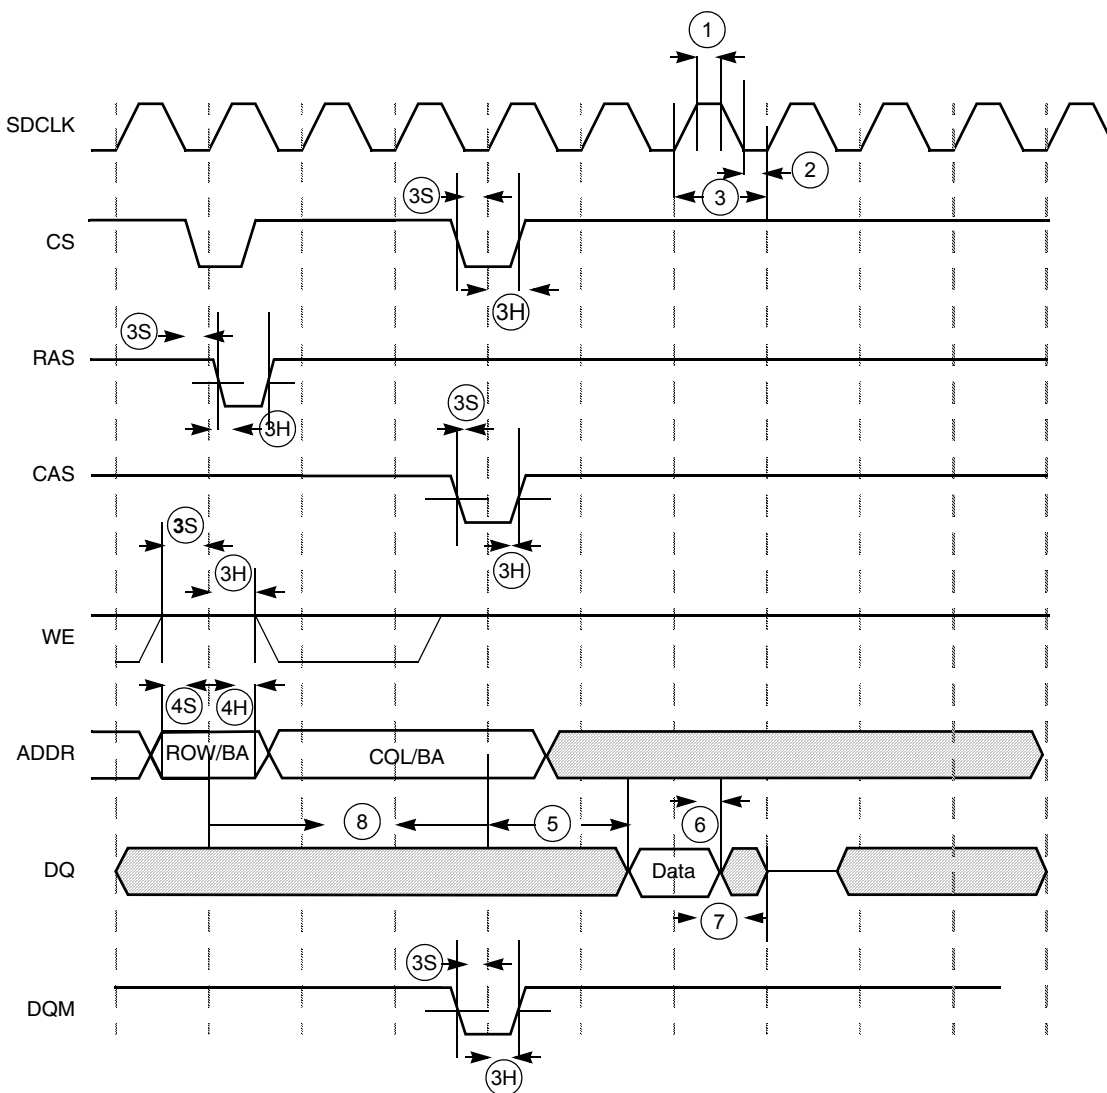 1
SDCLK
2
3S
3
CS
3H
3S
RAS
3S
3H
CAS
3S
3H
3H
WE
4S
4H
ADDR
ROW/BA
COL/BA
8
5
6
DQ
Data
7
3S
DQM
3H